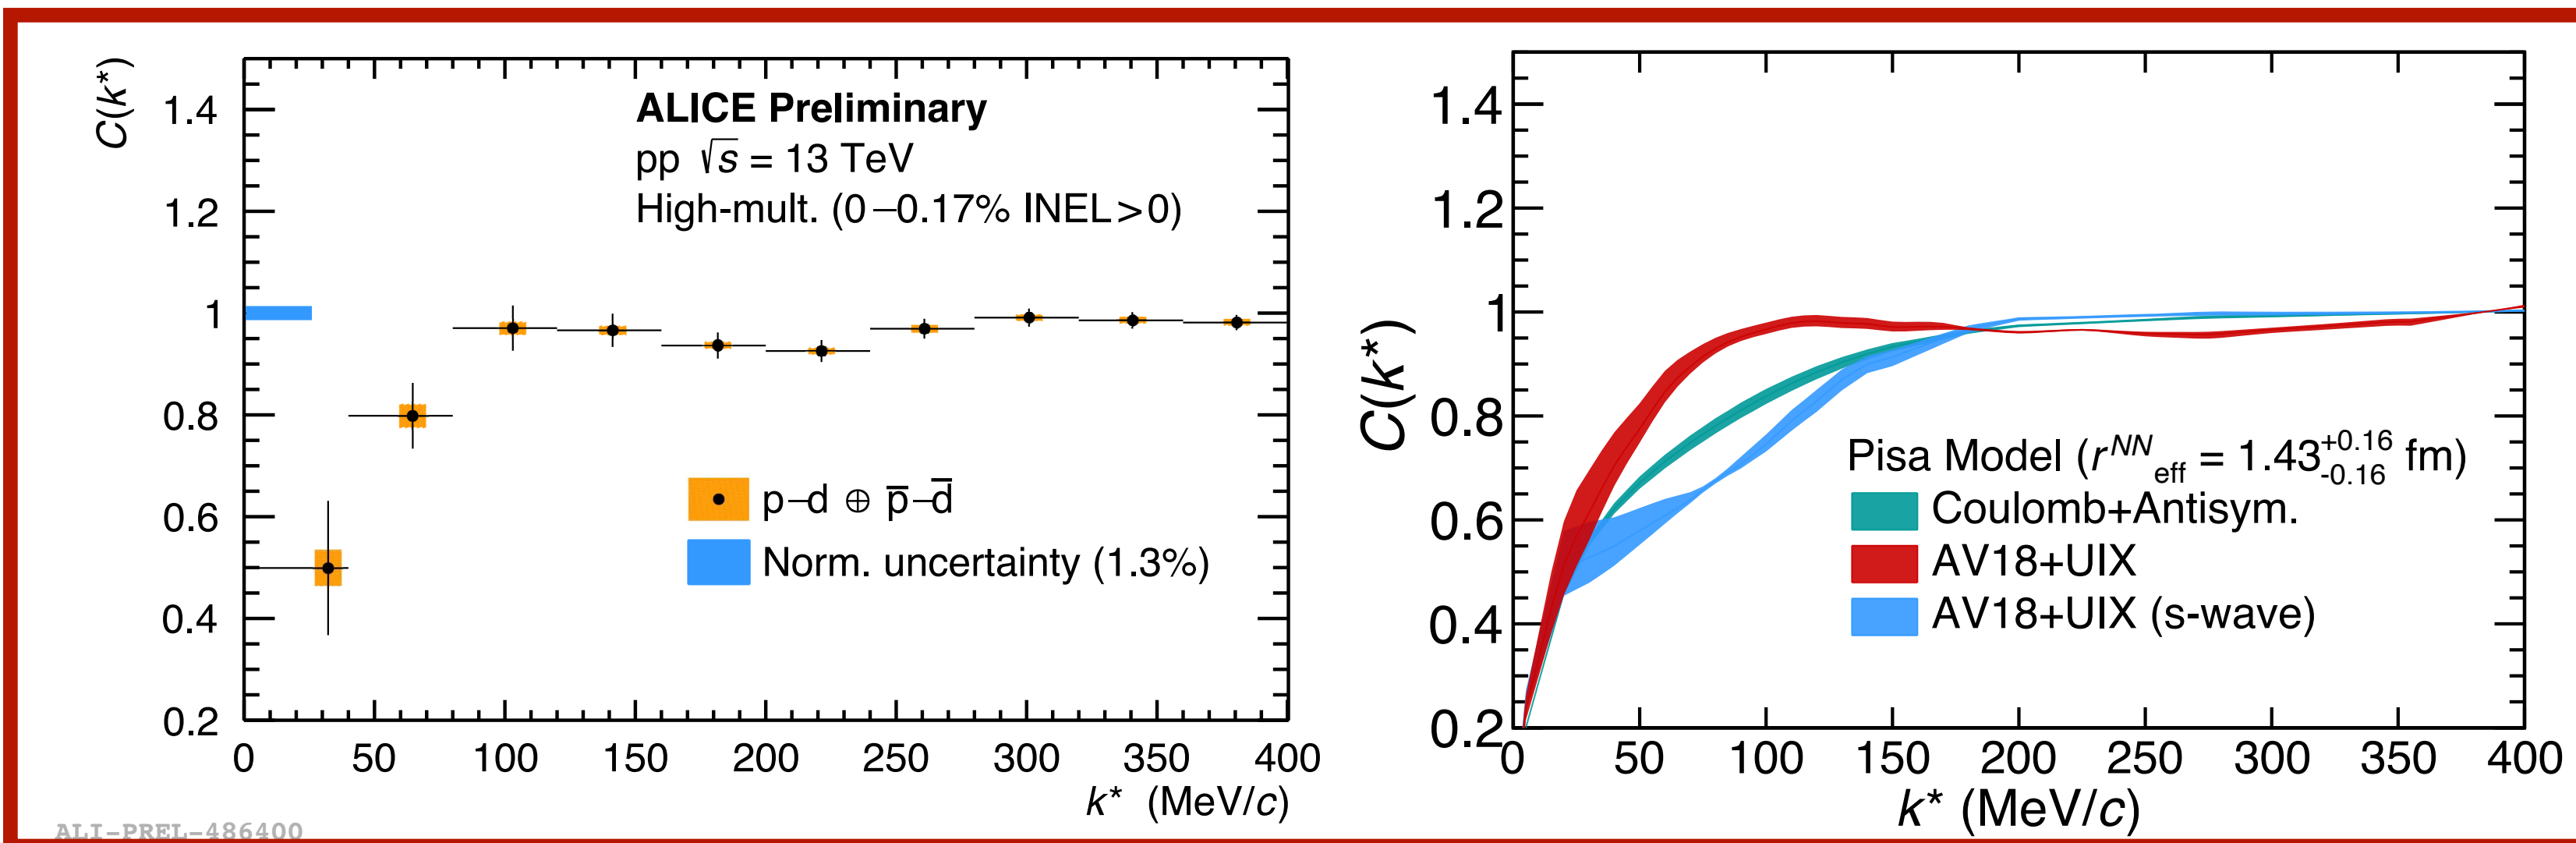 C(k*)
1.4
1.2
1
0.8
0.6
0.4
0.2
ALICE Preliminary
pp √s = 13 TeV
High-mult. (0–0.17% INEL>0)
p–d ⊕ p̅–d̅
Norm. uncertainty (1.3%)
0 50 100 150 200 250 300 350 400
k* (MeV/c)
ALI-PREL-486400
C(k*)
1.4
1.2
1
0.8
0.6
0.4
0.2
Pisa Model (r^{NN}_{eff} = 1.43^{+0.16}_{-0.16} fm)
Coulomb+Antisym.
AV18+UIX
AV18+UIX (s-wave)
0 50 100 150 200 250 300 350 400
k* (MeV/c)